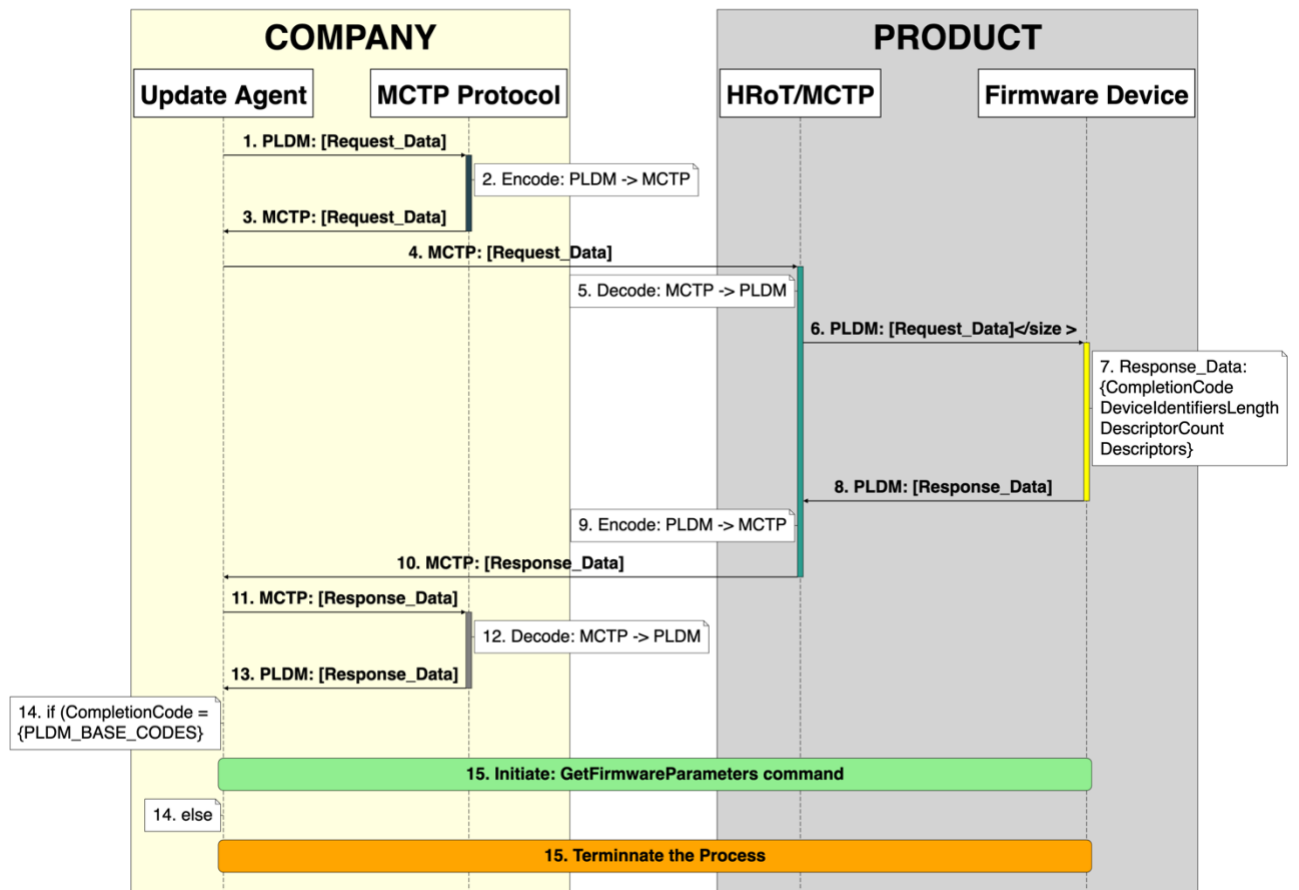 COMPANY
PRODUCT
Update Agent
MCTP Protocol
HRoT/MCTP
Firmware Device
1. PLDM: [Request_Data]
2. Encode: PLDM -> MCTP
3. MCTP: [Request_Data]
4. MCTP: [Request_Data]
5. Decode: MCTP -> PLDM
6. PLDM: [Request_Data]</size >
7. Response_Data:
{CompletionCode
DeviceIdentifiersLength
DescriptorCount
Descriptors}
8. PLDM: [Response_Data]
9. Encode: PLDM -> MCTP
10. MCTP: [Response_Data]
11. MCTP: [Response_Data]
12. Decode: MCTP -> PLDM
13. PLDM: [Response_Data]
14. if (CompletionCode =
{PLDM_BASE_CODES}
15. Initiate: GetFirmwareParameters command
14. else
15. Terminnate the Process